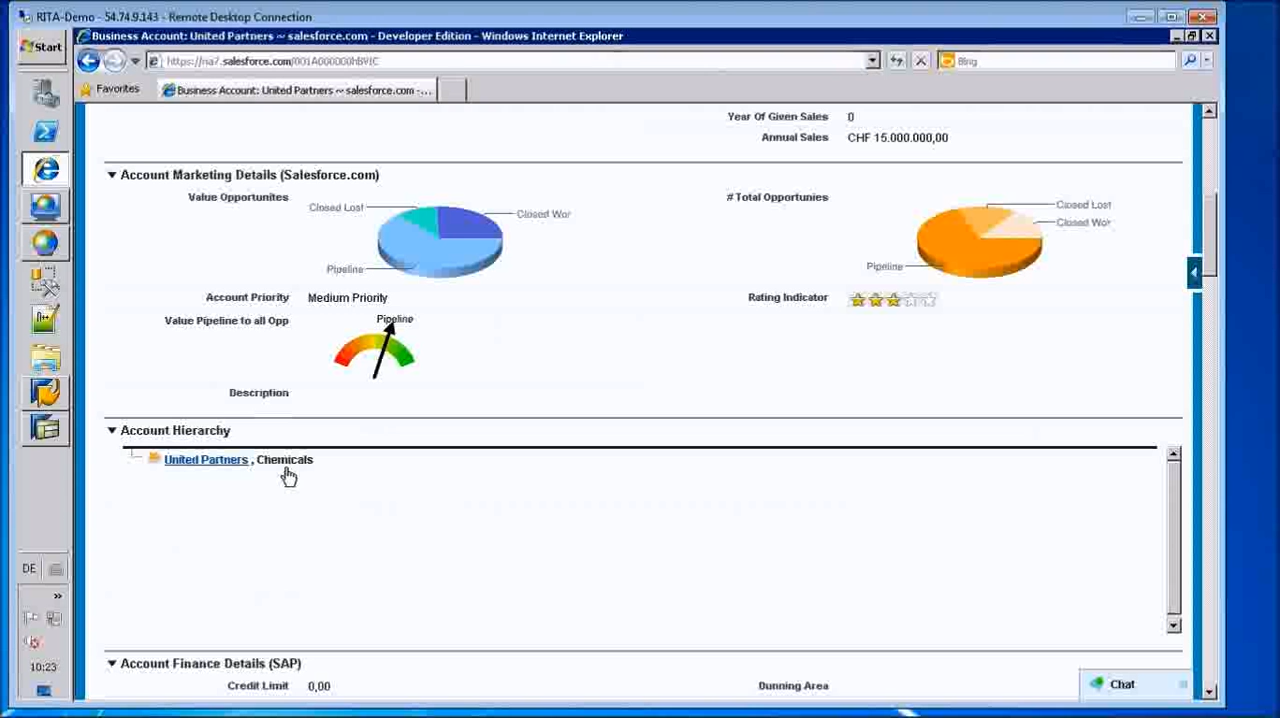 RITA-Demo - 54.74.9.143 - Remote Desktop Connection
Start
Business Account: United Partners ~ salesforce.com - Developer Edition - Windows Internet Explorer
Bing
Favorites
Business Account: United Partners ~ salesforce.com -...
Year Of Given Sales 0
Annual Sales CHF 15.000.000,00
Account Marketing Details (Salesforce.com)
Value Opportunites
Closed Lost
Closed Wor
Pipeline
# Total Opportunies
Closed Lost
Closed Wor
Pipeline
Account Priority Medium Priority
Rating Indicator
Value Pipeline to all Opp
Pipeline
Description
Account Hierarchy
United Partners , Chemicals
DE
»
10:23
Account Finance Details (SAP)
Credit Limit 0,00
Dunning Area
Chat